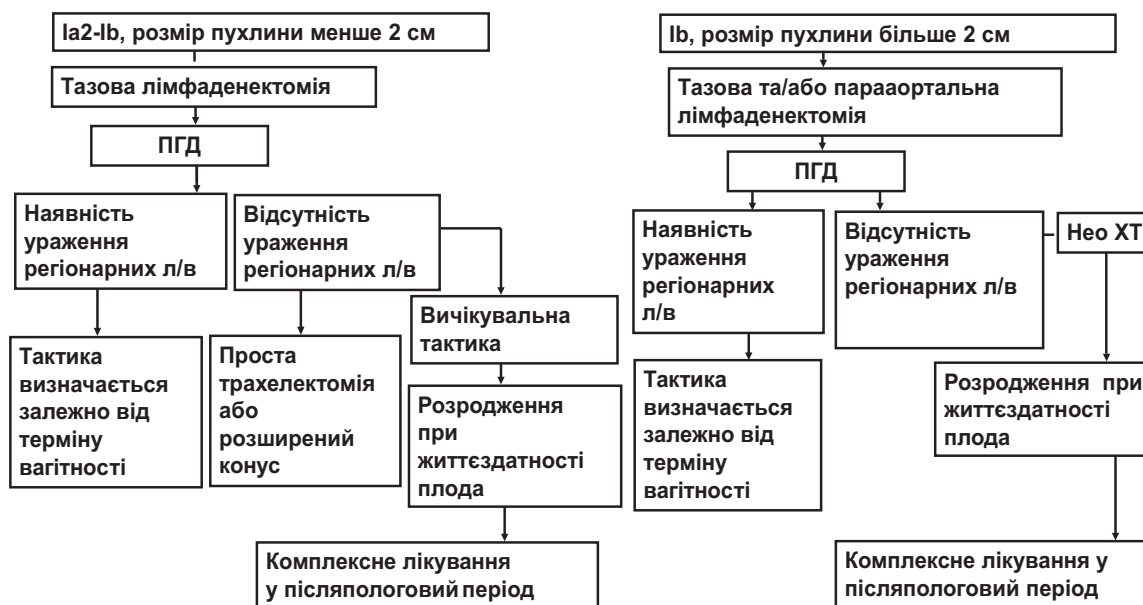 Ia2-Ib, розмір пухлини менше 2 см
Тазова лімфаденектомія
ПГД
Наявність
ураження
регіонарних л/в
Відсутність
ураження
регіонарних л/в
Вичікувальна
тактика
Тактика
визначається
залежно від
терміну
вагітності
Проста
трахелектомія
або
розширений
конус
Розродження
при
життєздатності
плода
Комплексне лікування
у післяпологовий період
Ib, розмір пухлини більше 2 см
Тазова та/або парааортальна
лімфаденектомія
ПГД
Наявність
ураження
регіонарних
л/в
Відсутність
ураження
регіонарних л/в
Нео ХТ
Тактика
визначається
залежно від
терміну
вагітності
Розродження при
життєздатності
плода
Комплексне лікування у
післяпологовий період